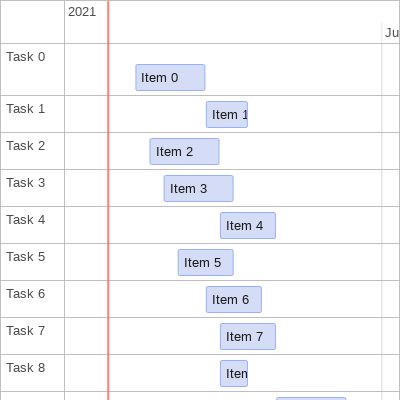 2021
Ju
Task 0
Item 0
Task 1
Item 1
Task 2
Item 2
Task 3
Item 3
Task 4
Item 4
Task 5
Item 5
Task 6
Item 6
Task 7
Item 7
Task 8
Iten